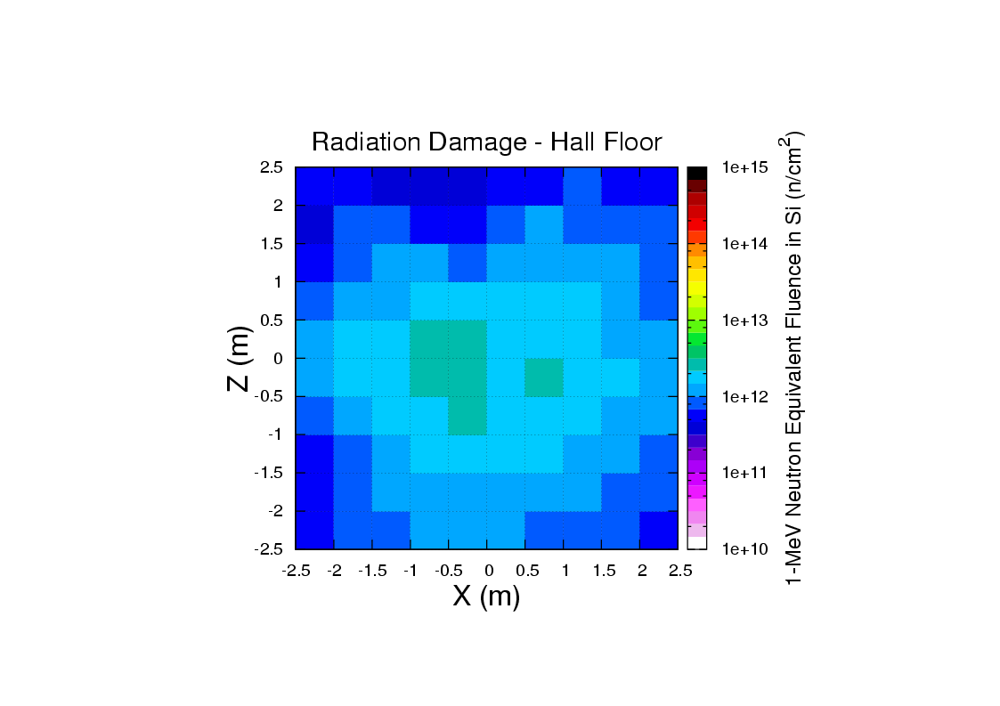 Radiation Damage - Hall Floor
2.5
2
1.5
1
0.5
0
-0.5
-1
-1.5
-2
-2.5
Z (m)
-2.5 -2 -1.5 -1 -0.5 0 0.5 1 1.5 2 2.5
X (m)
1e+15
1e+14
1e+13
1e+12
1e+11
1e+10
1-MeV Neutron Equivalent Fluence in Si (n/cm²)